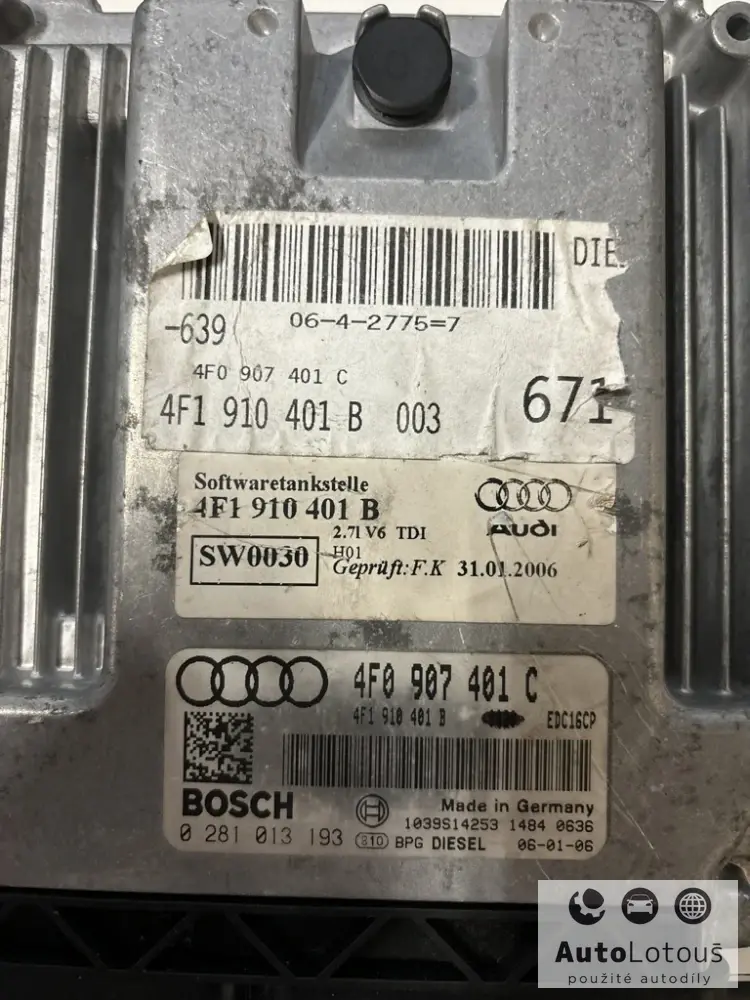 DIE
06-4-2775=7
-639
4F0 907 401 C
4F1 910 401 B 003
671
Softwaretankstelle
4F1 910 401 B
2.7l V6 TDI
SW0030
H01
Geprüft:F.K 31.01.2006
AUDI
4F0 907 401 C
4F1 910 401 B
EDC16CP
BOSCH
Made in Germany
1039S14253 1484 0636
0 281 013 193
810 BPG DIESEL 06-01-06
AutoLotouš
použité autodíly